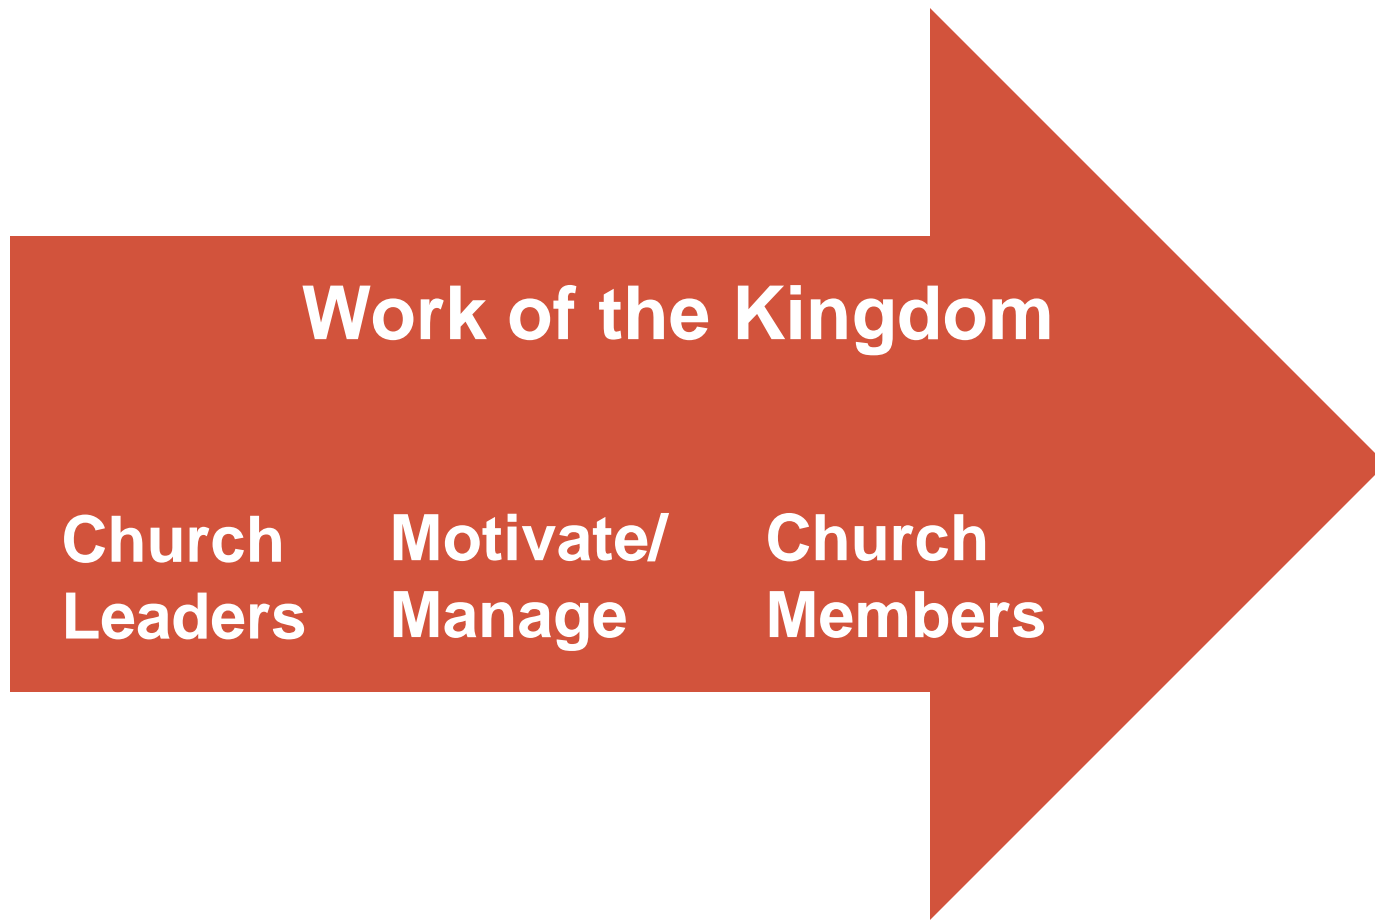 Work of the Kingdom
Church
Leaders
Motivate/
Manage
Church
Members